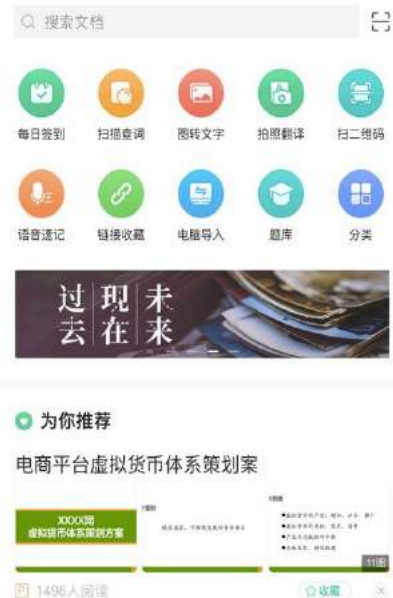 搜索文档
每日签到 扫描查词 图转文字 拍照翻译 扫二维码
语音速记 链接收藏 电脑导入 题库 分类
过去 现在 未来
为你推荐
电商平台虚拟货币体系策划案
XXXX网
虚拟货币体系策划方案
11图
1496人阅读 收藏